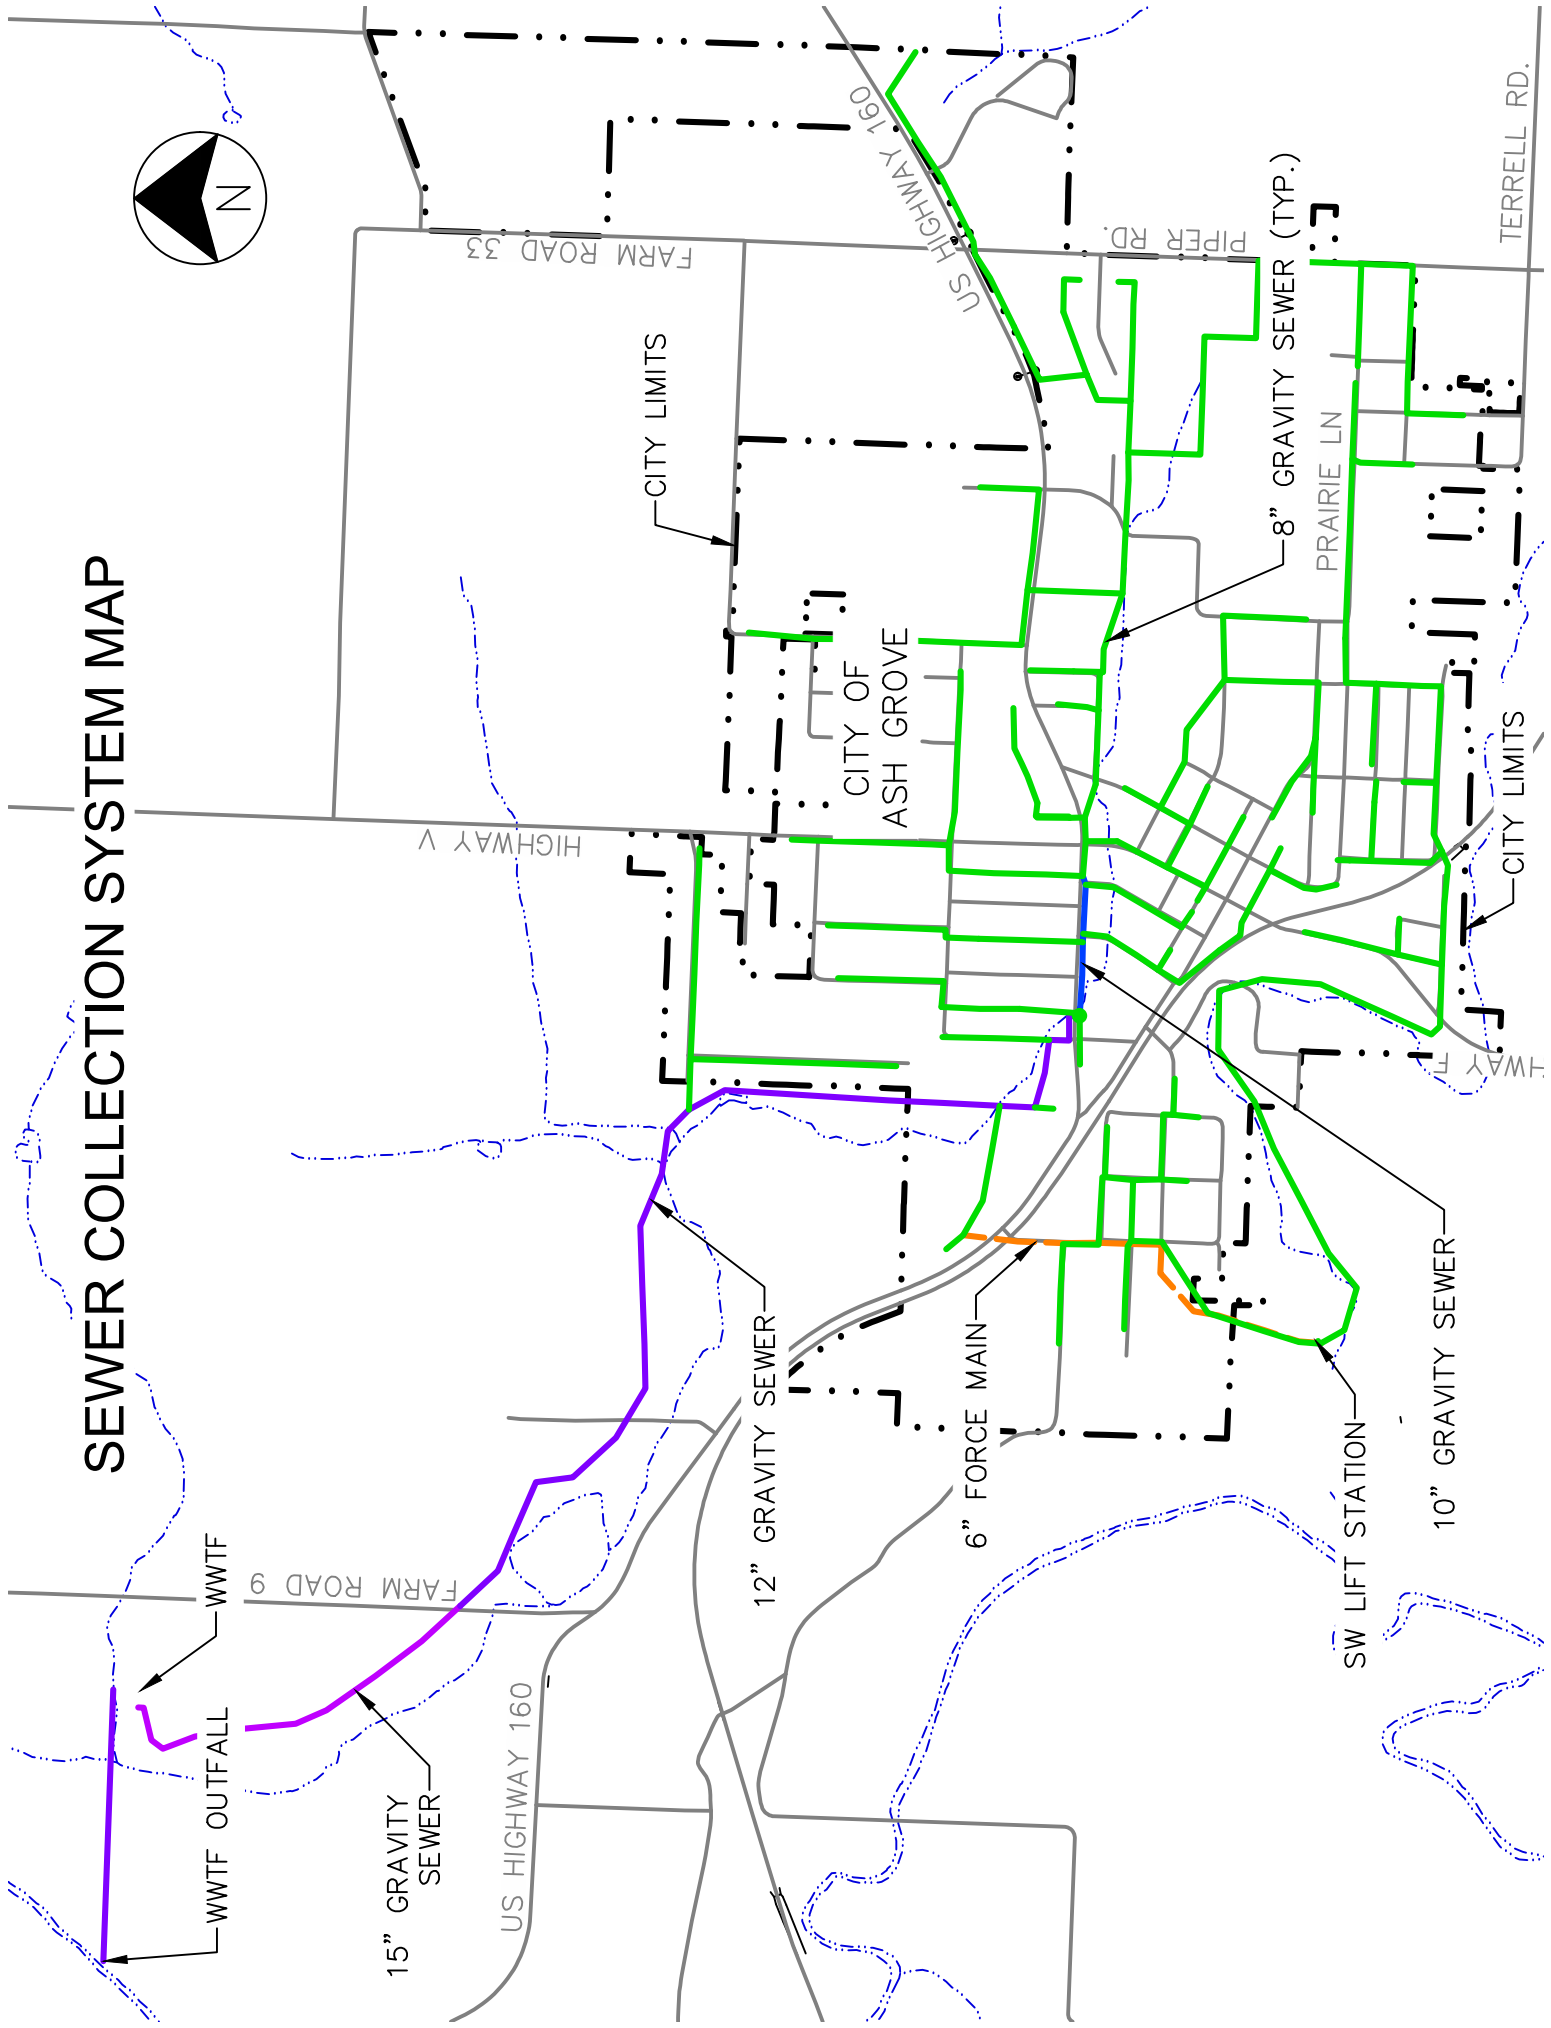 SEWER COLLECTION SYSTEM MAP
N
WWTF
WWTF OUTFALL
15” GRAVITY
SEWER
FARM ROAD 9
US HIGHWAY 160
12” GRAVITY SEWER
HIGHWAY V
CITY LIMITS
FARM ROAD 33
US HIGHWAY 160
CITY OF
ASH GROVE
6” FORCE MAIN
PIPER RD.
8” GRAVITY SEWER (TYP.)
PRAIRIE LN
TERRELL RD.
SW LIFT STATION
10” GRAVITY SEWER
CITY LIMITS
HWAY F